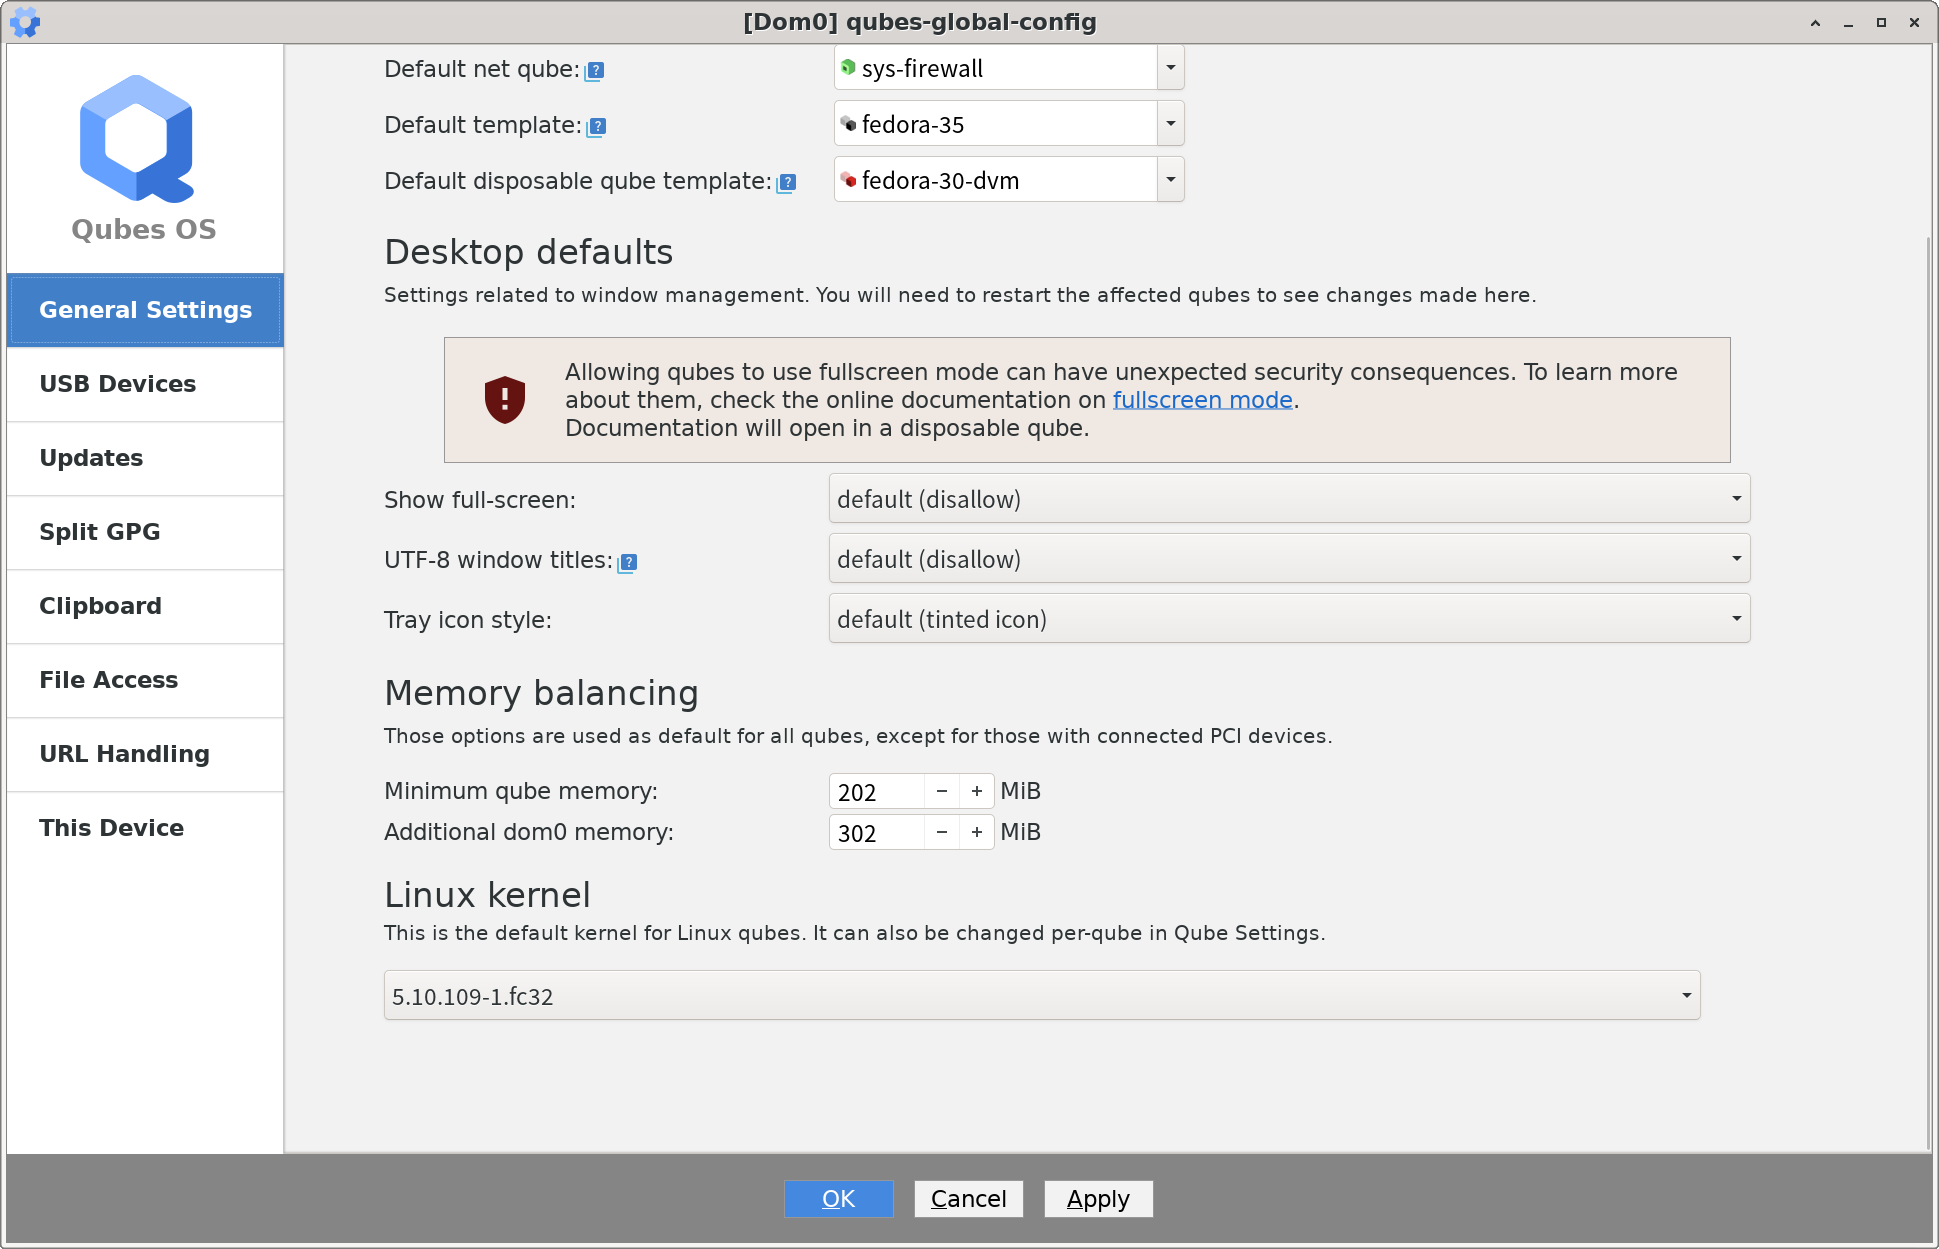 [Dom0] qubes-global-config
Qubes OS
General Settings
USB Devices
Updates
Split GPG
Clipboard
File Access
URL Handling
This Device
Default net qube: ?
sys-firewall
Default template: ?
fedora-35
Default disposable qube template: ?
fedora-30-dvm
Desktop defaults
Settings related to window management. You will need to restart the affected qubes to see changes made here.
Allowing qubes to use fullscreen mode can have unexpected security consequences. To learn more
about them, check the online documentation on fullscreen mode.
Documentation will open in a disposable qube.
Show full-screen:
default (disallow)
UTF-8 window titles: ?
default (disallow)
Tray icon style:
default (tinted icon)
Memory balancing
Those options are used as default for all qubes, except for those with connected PCI devices.
Minimum qube memory:
202 − + MiB
Additional dom0 memory:
302 − + MiB
Linux kernel
This is the default kernel for Linux qubes. It can also be changed per-qube in Qube Settings.
5.10.109-1.fc32
OK
Cancel
Apply